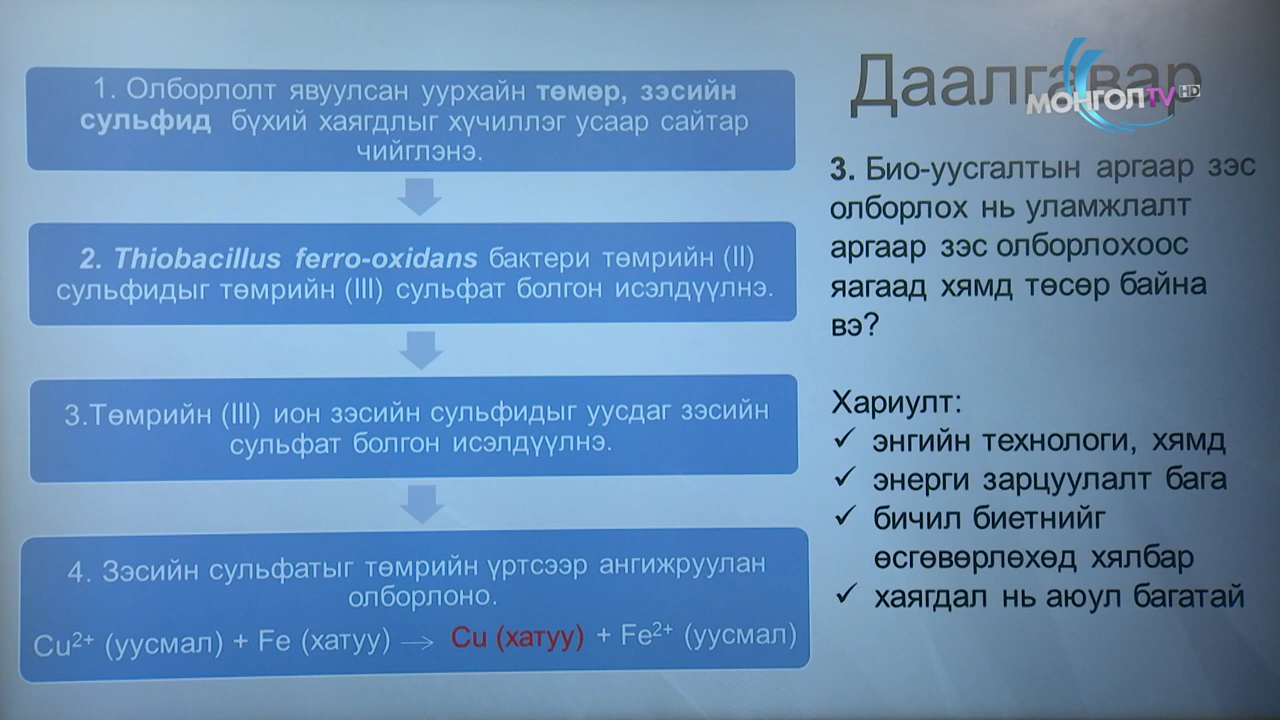 1. Олборлолт явуулсан уурхайн төмөр, зэсийн
сульфид бүхий хаягдлыг хүчиллэг усаар сайтар
чийглэнэ.
2. Thiobacillus ferro-oxidans бактери төмрийн (II)
сульфидыг төмрийн (III) сульфат болгон исэлдүүлнэ.
3.Төмрийн (III) ион зэсийн сульфидыг уусдаг зэсийн
сульфат болгон исэлдүүлнэ.
4. Зэсийн сульфатыг төмрийн үртсээр ангижруулан
олборлоно.
Cu²⁺ (уусмал) + Fe (хатуу) → Cu (хатуу) + Fe²⁺ (уусмал)
Даалгавар
МОНГОЛTV HD
3. Био-уусгалтын аргаар зэс
олборлох нь уламжлалт
аргаар зэс олборлохоос
яагаад хямд төсөр байна
вэ?
Хариулт:
✓ энгийн технологи, хямд
✓ энерги зарцуулалт бага
✓ бичил биетнийг
өсгөвөрлөхөд хялбар
✓ хаягдал нь аюул багатай